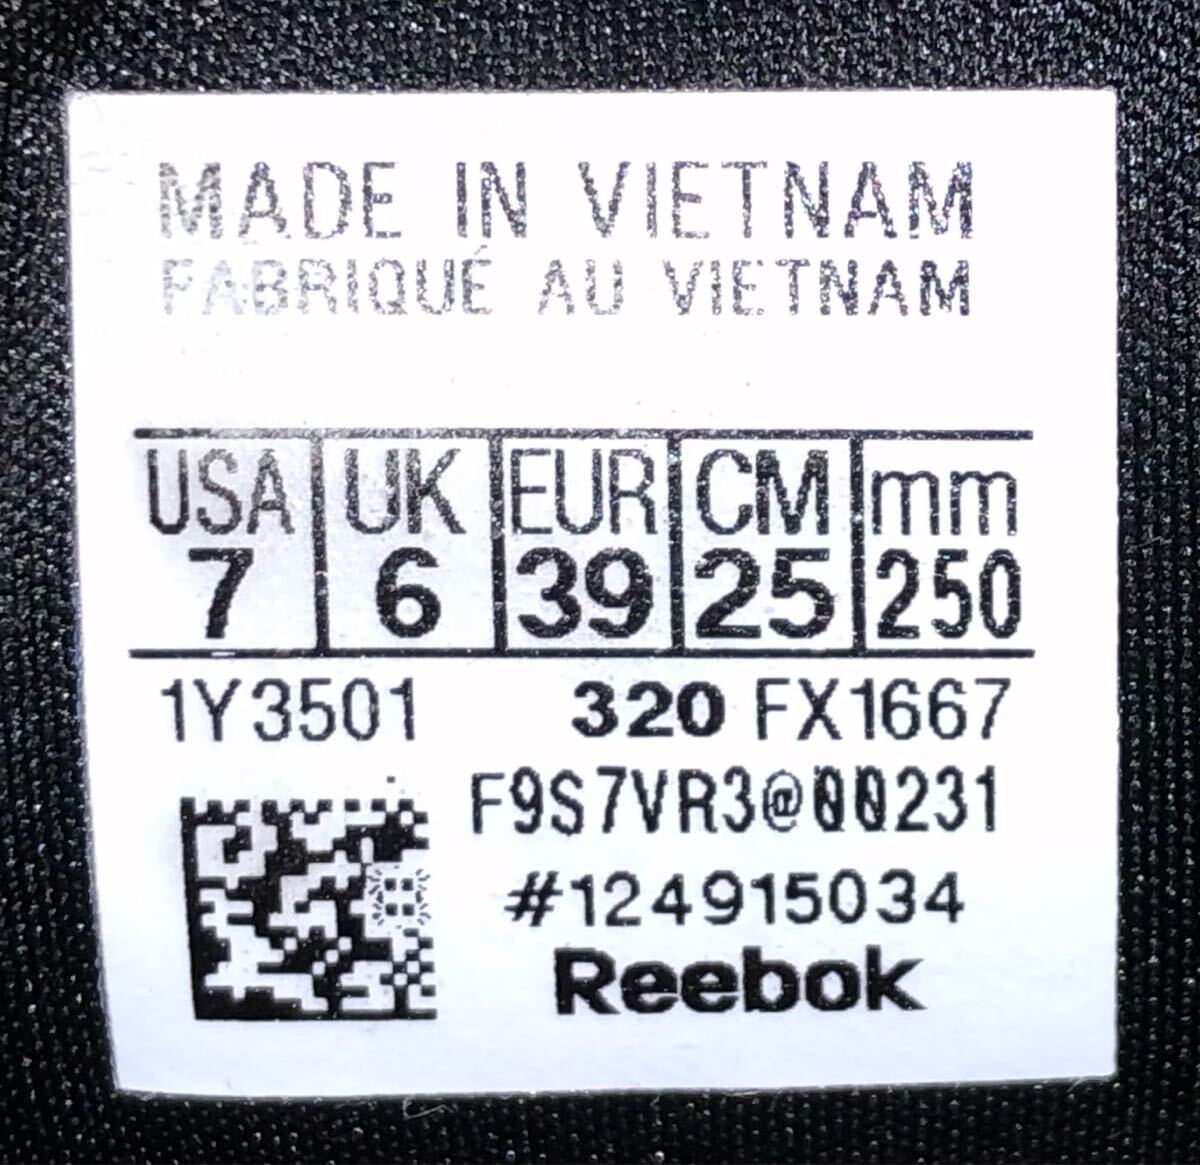 MADE IN VIETNAM
FABRIQUÉ AU VIETNAM
USA UK EUR CM mm
7 6 39 25 250
1Y3501 320 FX1667
F9S7VR3@00231
#124915034
Reebok